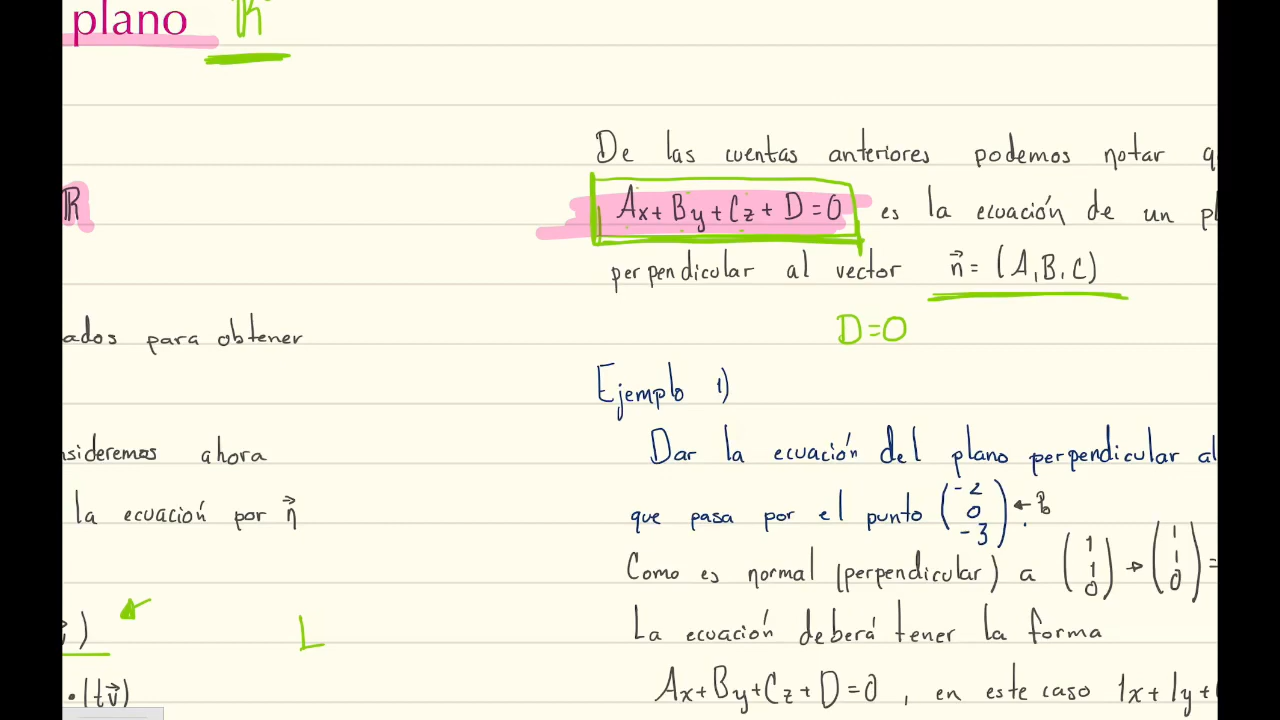 plano ℝ
ℝ
ados para obtener
nsideremos ahora
la ecuación por n⃗
)
L
•(tv⃗)
De las cuentas anteriores podemos notar q
Ax+By+Cz+D=0 es la ecuación de un pl
perpendicular al vector n⃗=(A,B,C)
D=0
Ejemplo 1)
Dar la ecuación del plano perpendicular al
que pasa por el punto (-2 0 -3) ←P₀.
Como es normal (perpendicular) a (1 1 0) → (1 1 0) =
La ecuación deberá tener la forma
Ax+By+Cz+D=0, en este caso 1x+1y+